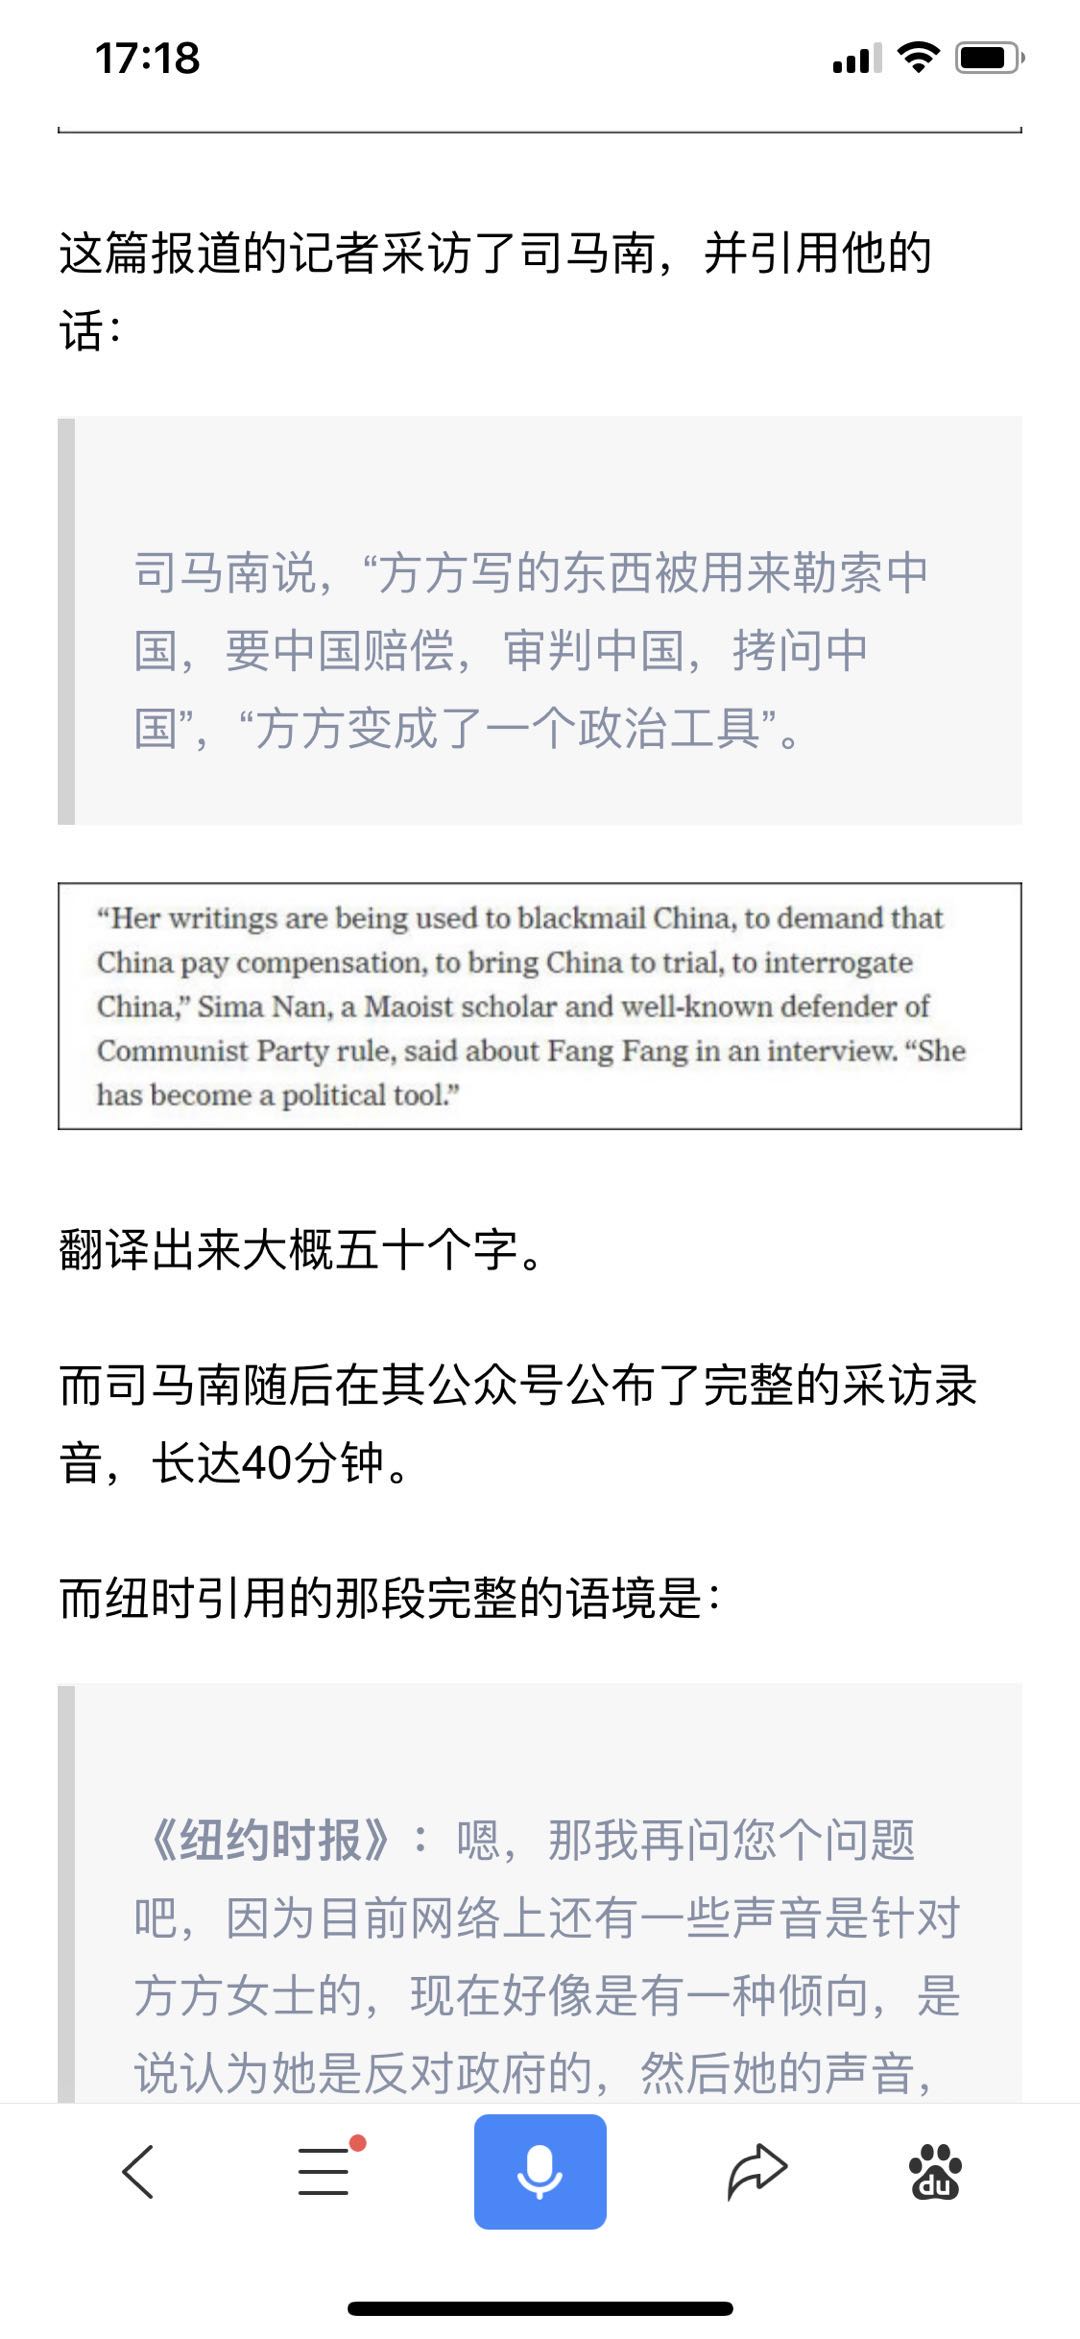 17:18
这篇报道的记者采访了司马南，并引用他的
话：
司马南说，“方方写的东西被用来勒索中
国，要中国赔偿，审判中国，拷问中
国”，“方方变成了一个政治工具”。
“Her writings are being used to blackmail China, to demand that
China pay compensation, to bring China to trial, to interrogate
China,” Sima Nan, a Maoist scholar and well-known defender of
Communist Party rule, said about Fang Fang in an interview. “She
has become a political tool.”
翻译出来大概五十个字。
而司马南随后在其公众号公布了完整的采访录
音，长达40分钟。
而纽时引用的那段完整的语境是：
《纽约时报》：嗯，那我再问您个问题
吧，因为目前网络上还有一些声音是针对
方方女士的，现在好像是有一种倾向，是
说认为她是反对政府的，然后她的声音，
du